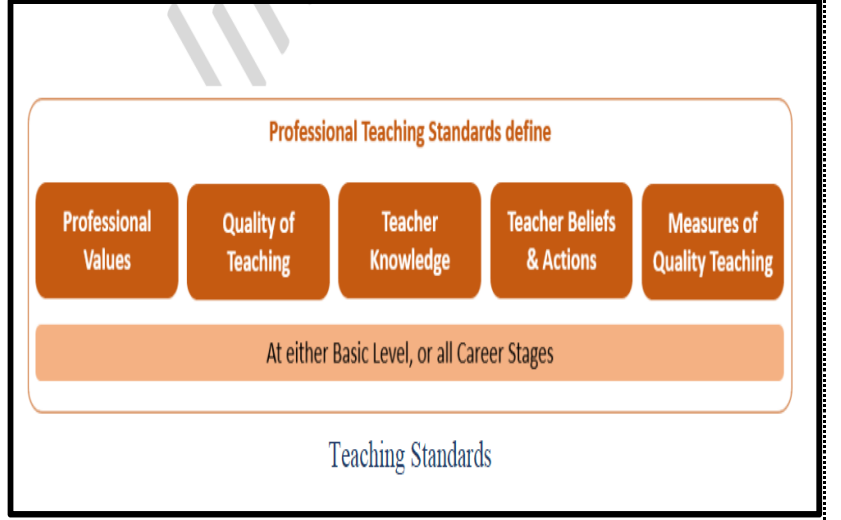 Professional Teaching Standards define
Professional
Values
Quality of
Teaching
Teacher
Knowledge
Teacher Beliefs
& Actions
Measures of
Quality Teaching
At either Basic Level, or all Career Stages
Teaching Standards